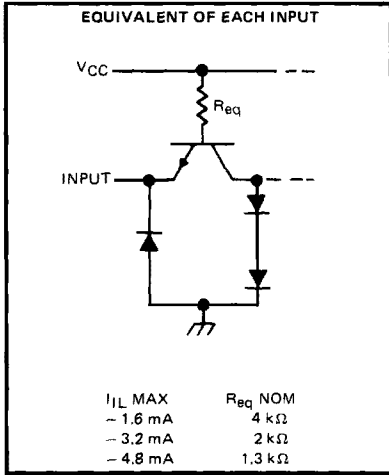 EQUIVALENT OF EACH INPUT
VCC
Req
INPUT
IIL MAX Req NOM
– 1.6 mA 4 kΩ
– 3.2 mA 2 kΩ
– 4.8 mA 1.3 kΩ